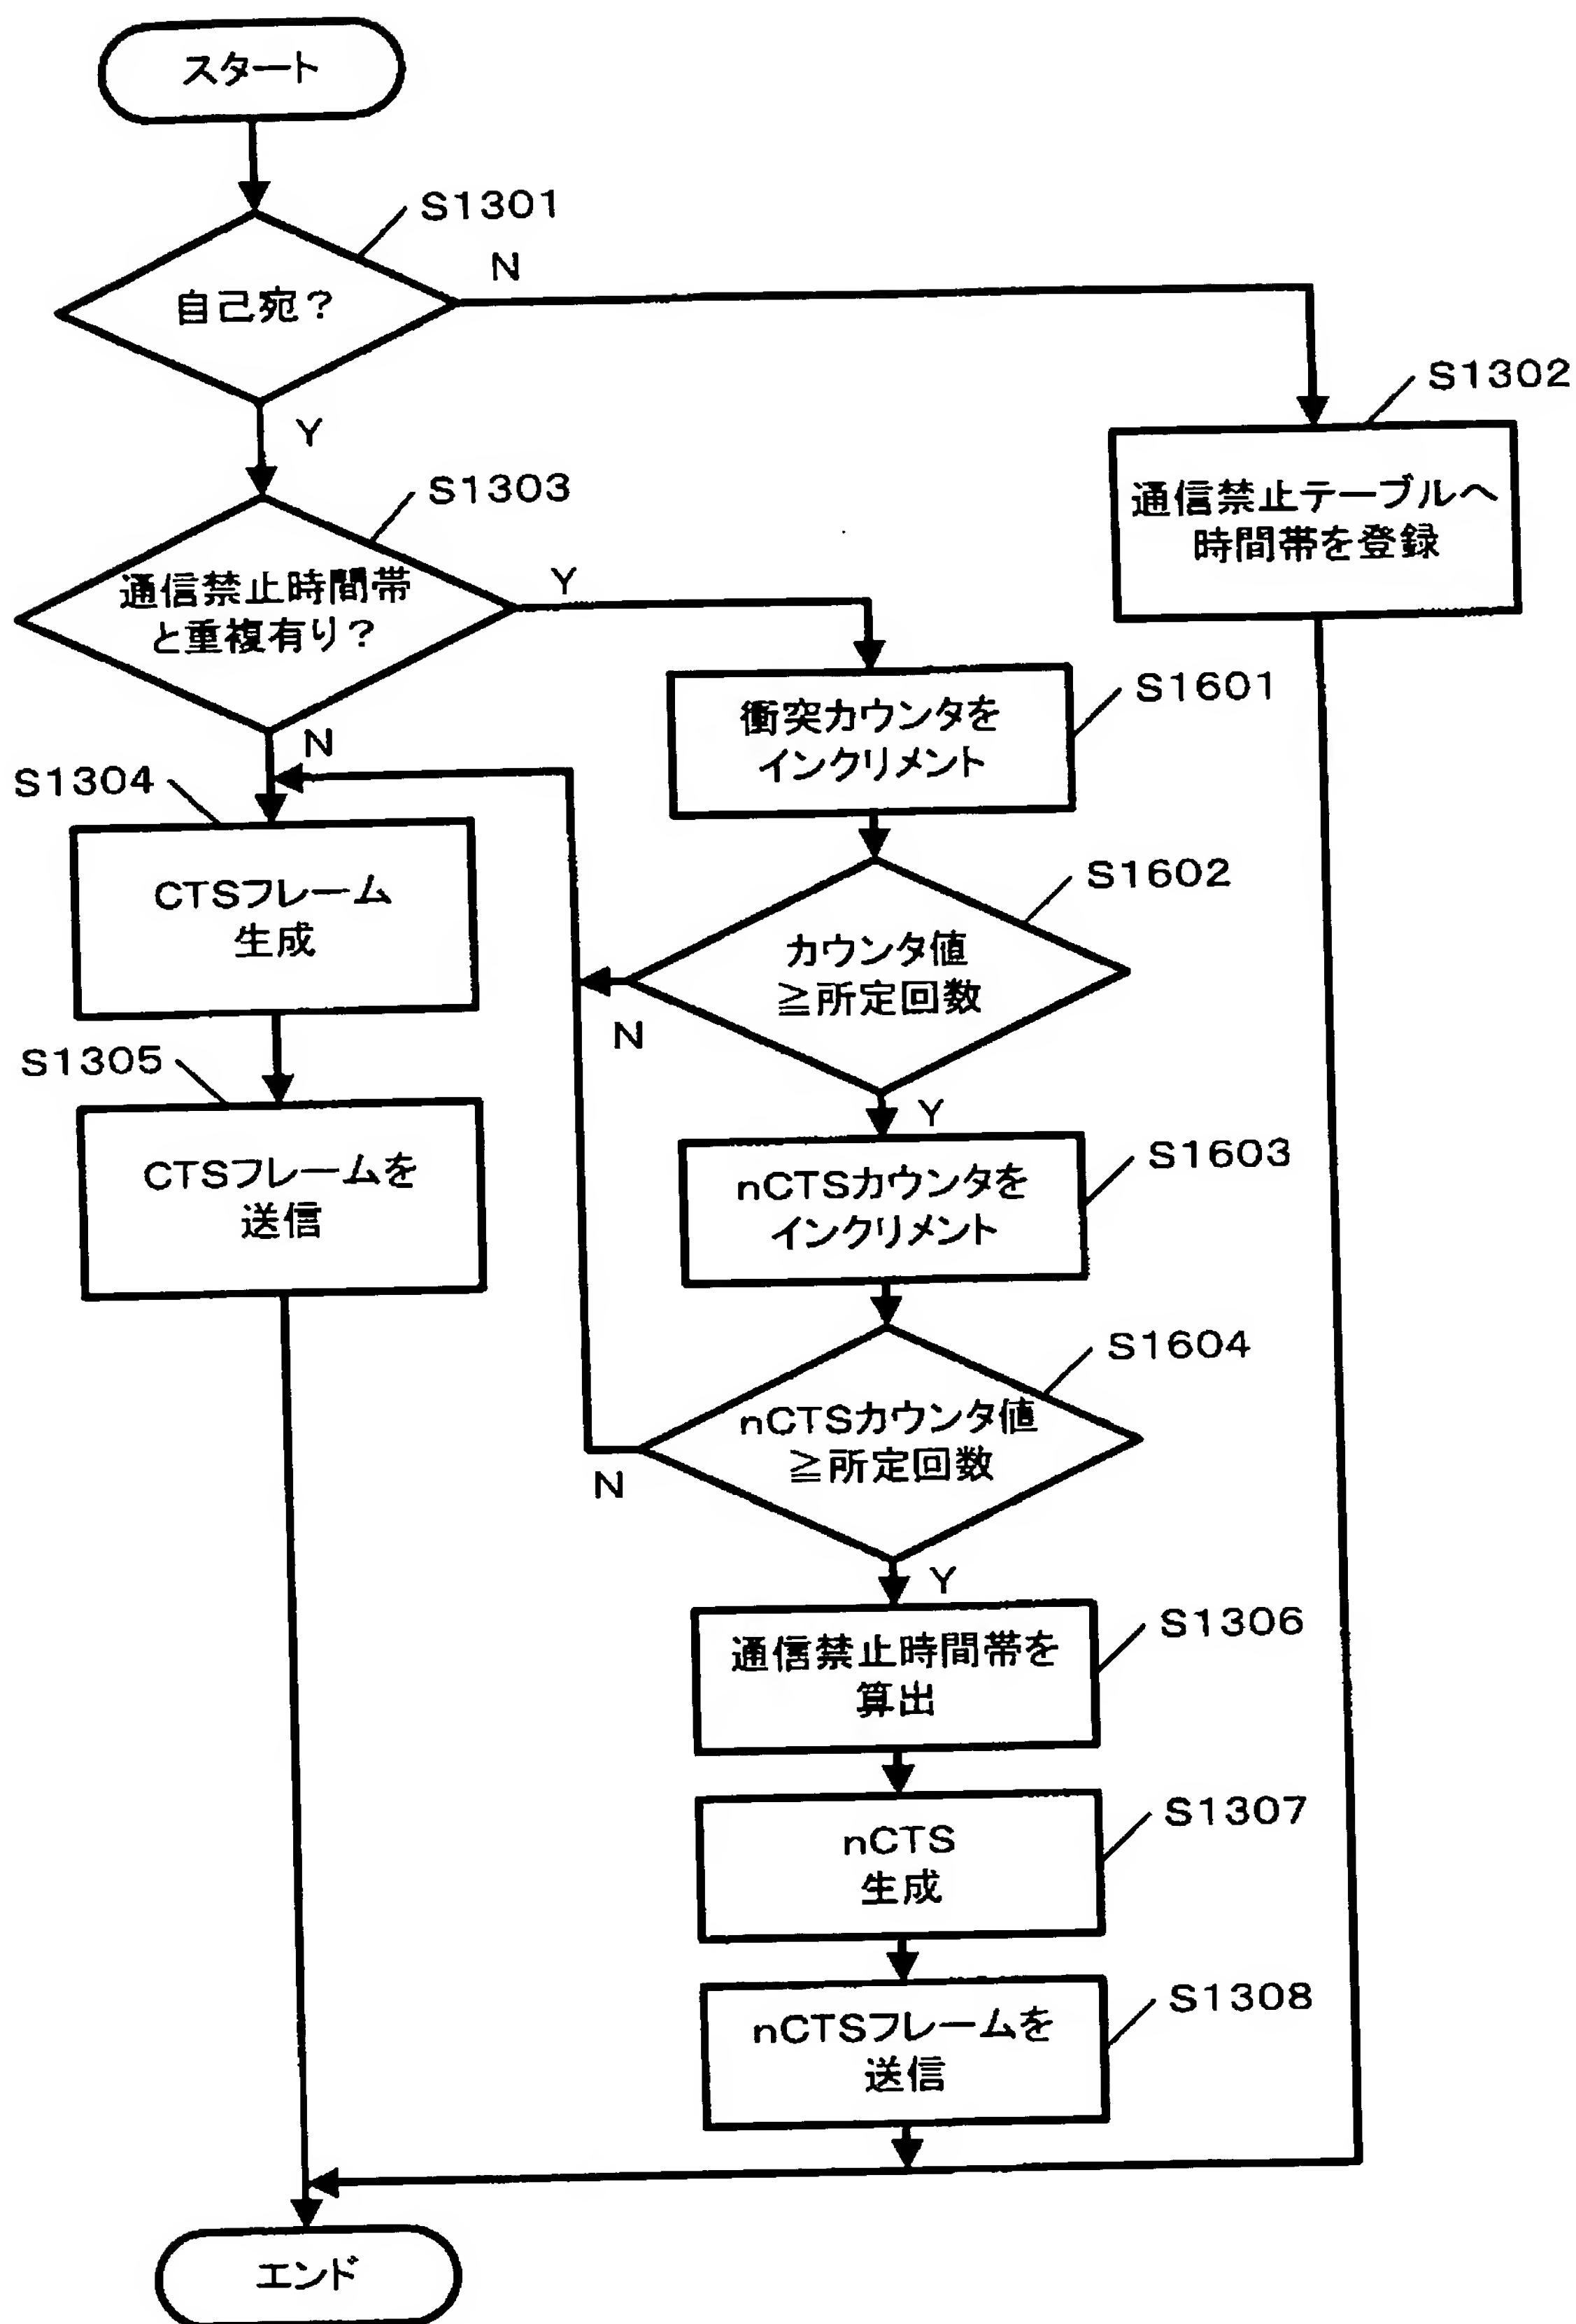 スタート
S1301
自己宛？
N
Y
S1302
通信禁止テーブルへ
時間帯を登録
S1303
通信禁止時間帯
と重複有り？
Y
N
S1601
衝突カウンタを
インクリメント
S1304
CTSフレーム
生成
S1602
カウンタ値
≧所定回数
N
Y
S1305
CTSフレームを
送信
S1603
nCTSカウンタを
インクリメント
S1604
nCTSカウンタ値
≧所定回数
N
Y
S1306
通信禁止時間帯を
算出
S1307
nCTS
生成
S1308
nCTSフレームを
送信
エンド